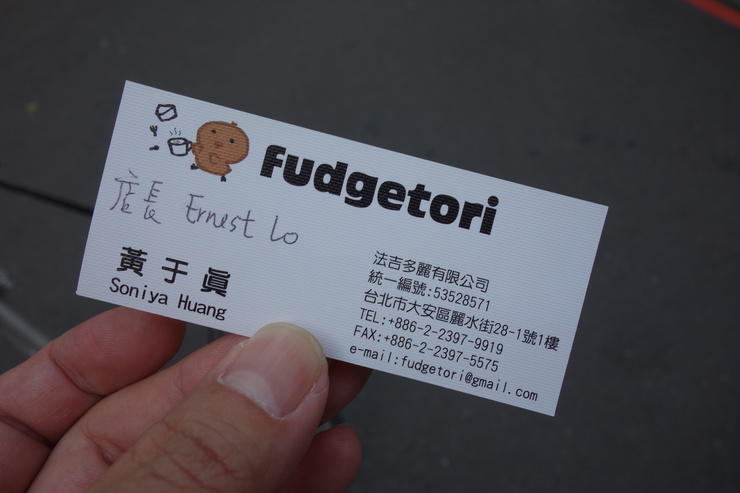 fudgetori
店長 Ernest Lo
黃于眞
Soniya Huang
法吉多麗有限公司
統一編號:53528571
台北市大安區麗水街28-1號1樓
TEL:+886-2-2397-9919
FAX:+886-2-2397-5575
e-mail:fudgetori@gmail.com